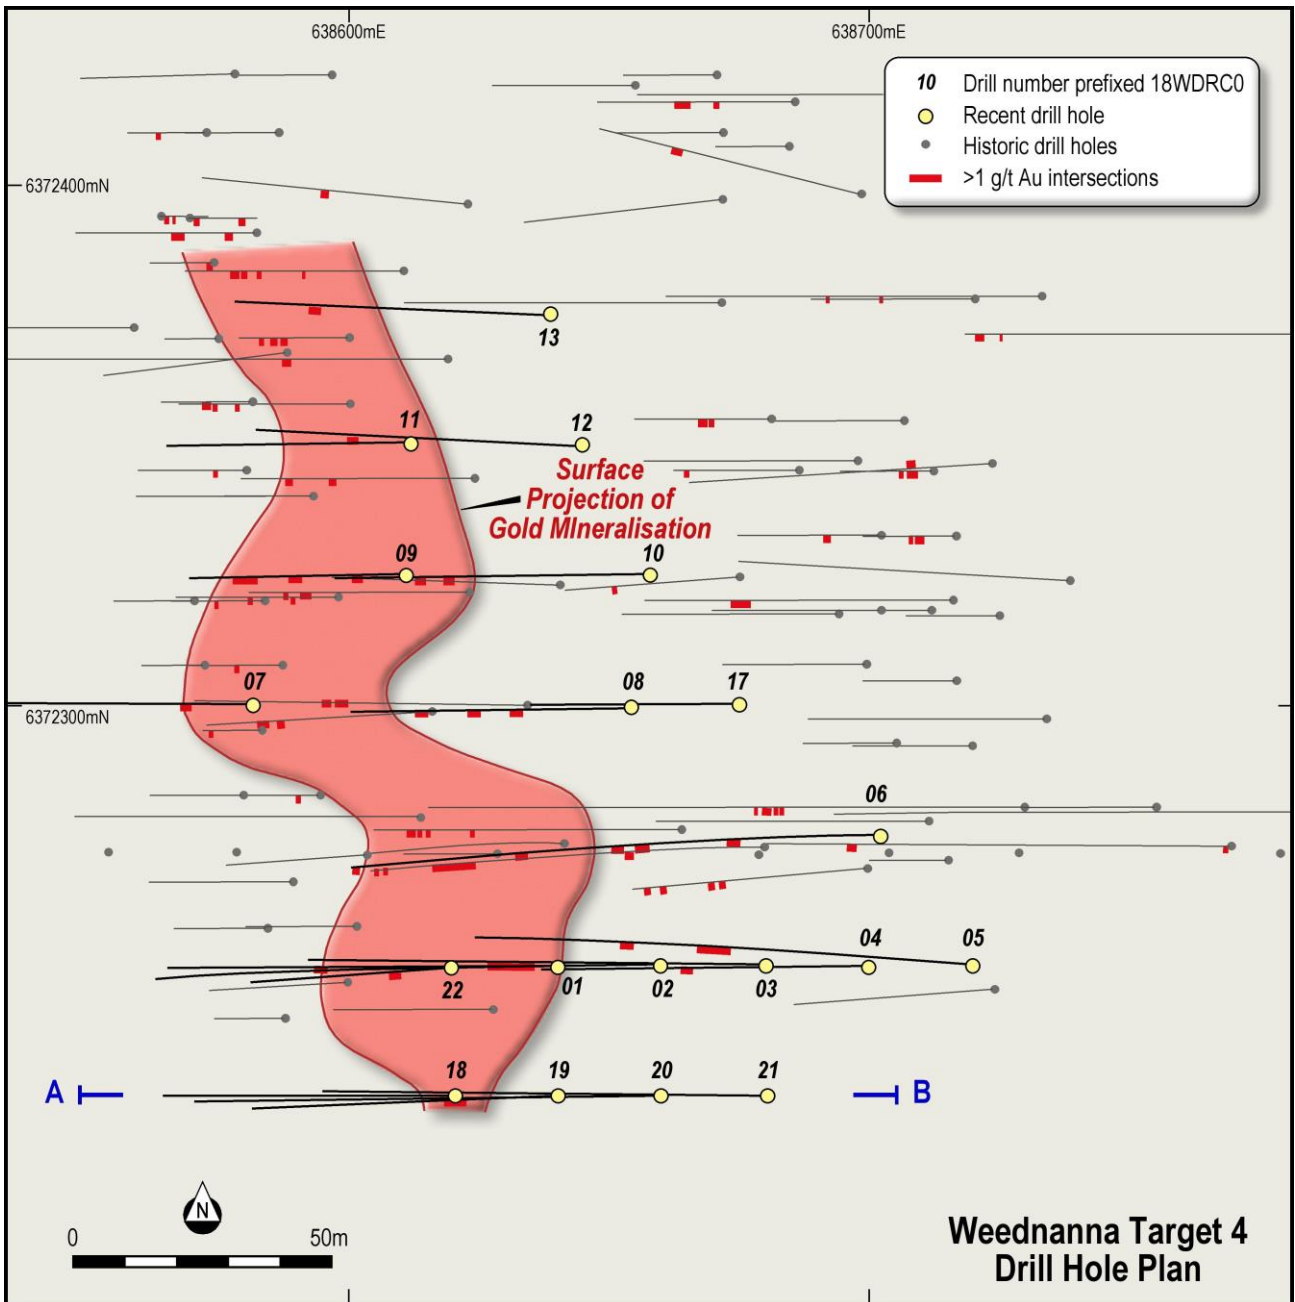 638600mE
638700mE
10 Drill number prefixed 18WDRC0
Recent drill hole
Historic drill holes
>1 g/t Au intersections
6372400mN
13
11
12
Surface
Projection of
Gold MIneralisation
09
10
07
08
17
6372300mN
06
04
05
22
01
02
03
18
19
20
21
A
B
N
0
50m
Weednanna Target 4
Drill Hole Plan